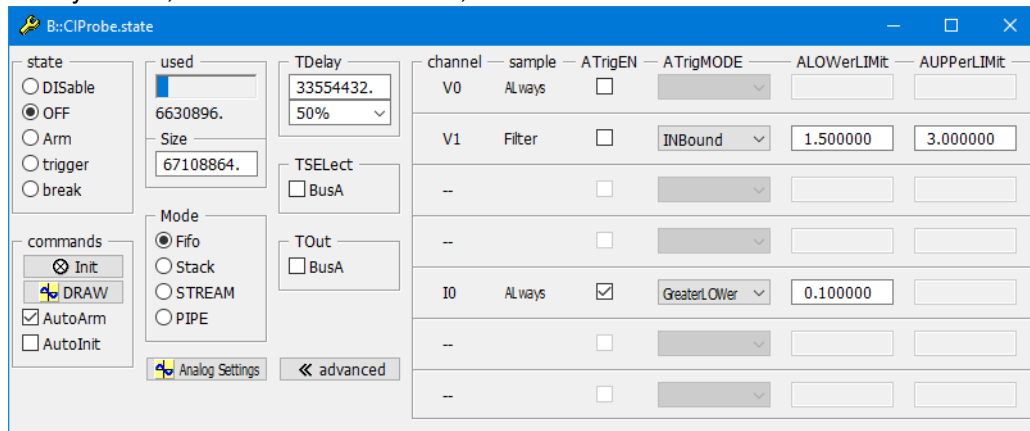 B::CIProbe.state
state
DISable
OFF
Arm
trigger
break
commands
Init
DRAW
AutoArm
AutoInit
used
6630896.
Size
67108864.
Mode
Fifo
Stack
STREAM
PIPE
Analog Settings
TDelay
33554432.
50%
TSELect
BusA
TOut
BusA
advanced
channel sample ATrigEN ATrigMODE ALOWerLIMit AUPPerLIMit
V0 ALways
V1 Filter INBound 1.500000 3.000000
--
--
I0 ALways GreaterLOWer 0.100000
--
--